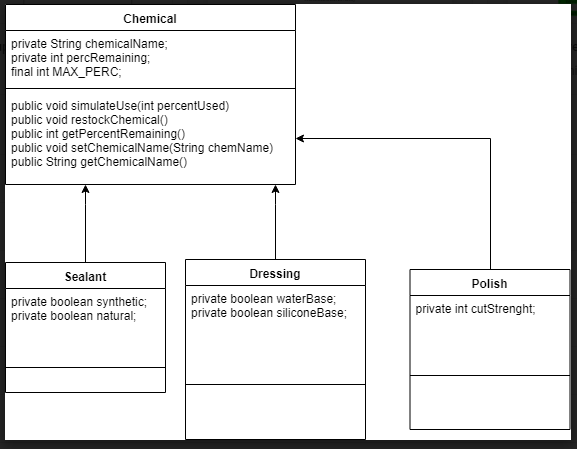 Chemical
private String chemicalName;
private int percRemaining;
final int MAX_PERC;
public void simulateUse(int percentUsed)
public void restockChemical()
public int getPercentRemaining()
public void setChemicalName(String chemName)
public String getChemicalName()
Sealant
private boolean synthetic;
private boolean natural;
Dressing
private boolean waterBase;
private boolean siliconeBase;
Polish
private int cutStrenght;